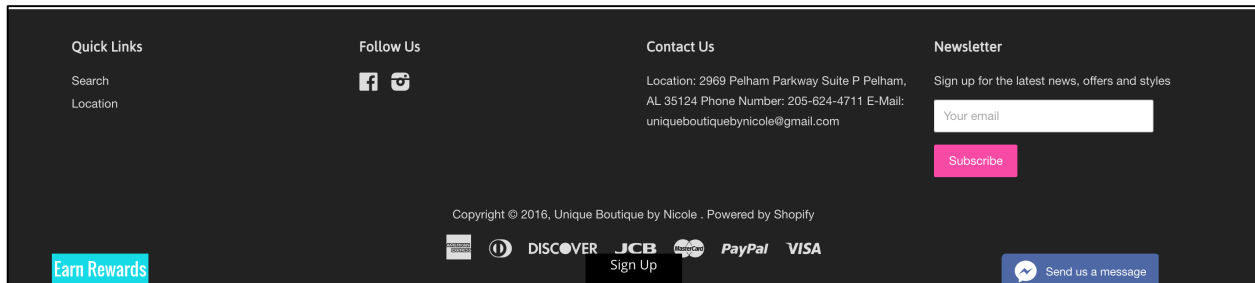 Quick Links
Search
Location
Follow Us
Contact Us
Location: 2969 Pelham Parkway Suite P Pelham,
AL 35124 Phone Number: 205-624-4711 E-Mail:
uniqueboutiquebynicole@gmail.com
Newsletter
Sign up for the latest news, offers and styles
Your email
Subscribe
Copyright © 2016, Unique Boutique by Nicole . Powered by Shopify
AMERICAN EXPRESS DISCOVER JCB MasterCard PayPal VISA
Earn Rewards
Sign Up
Send us a message